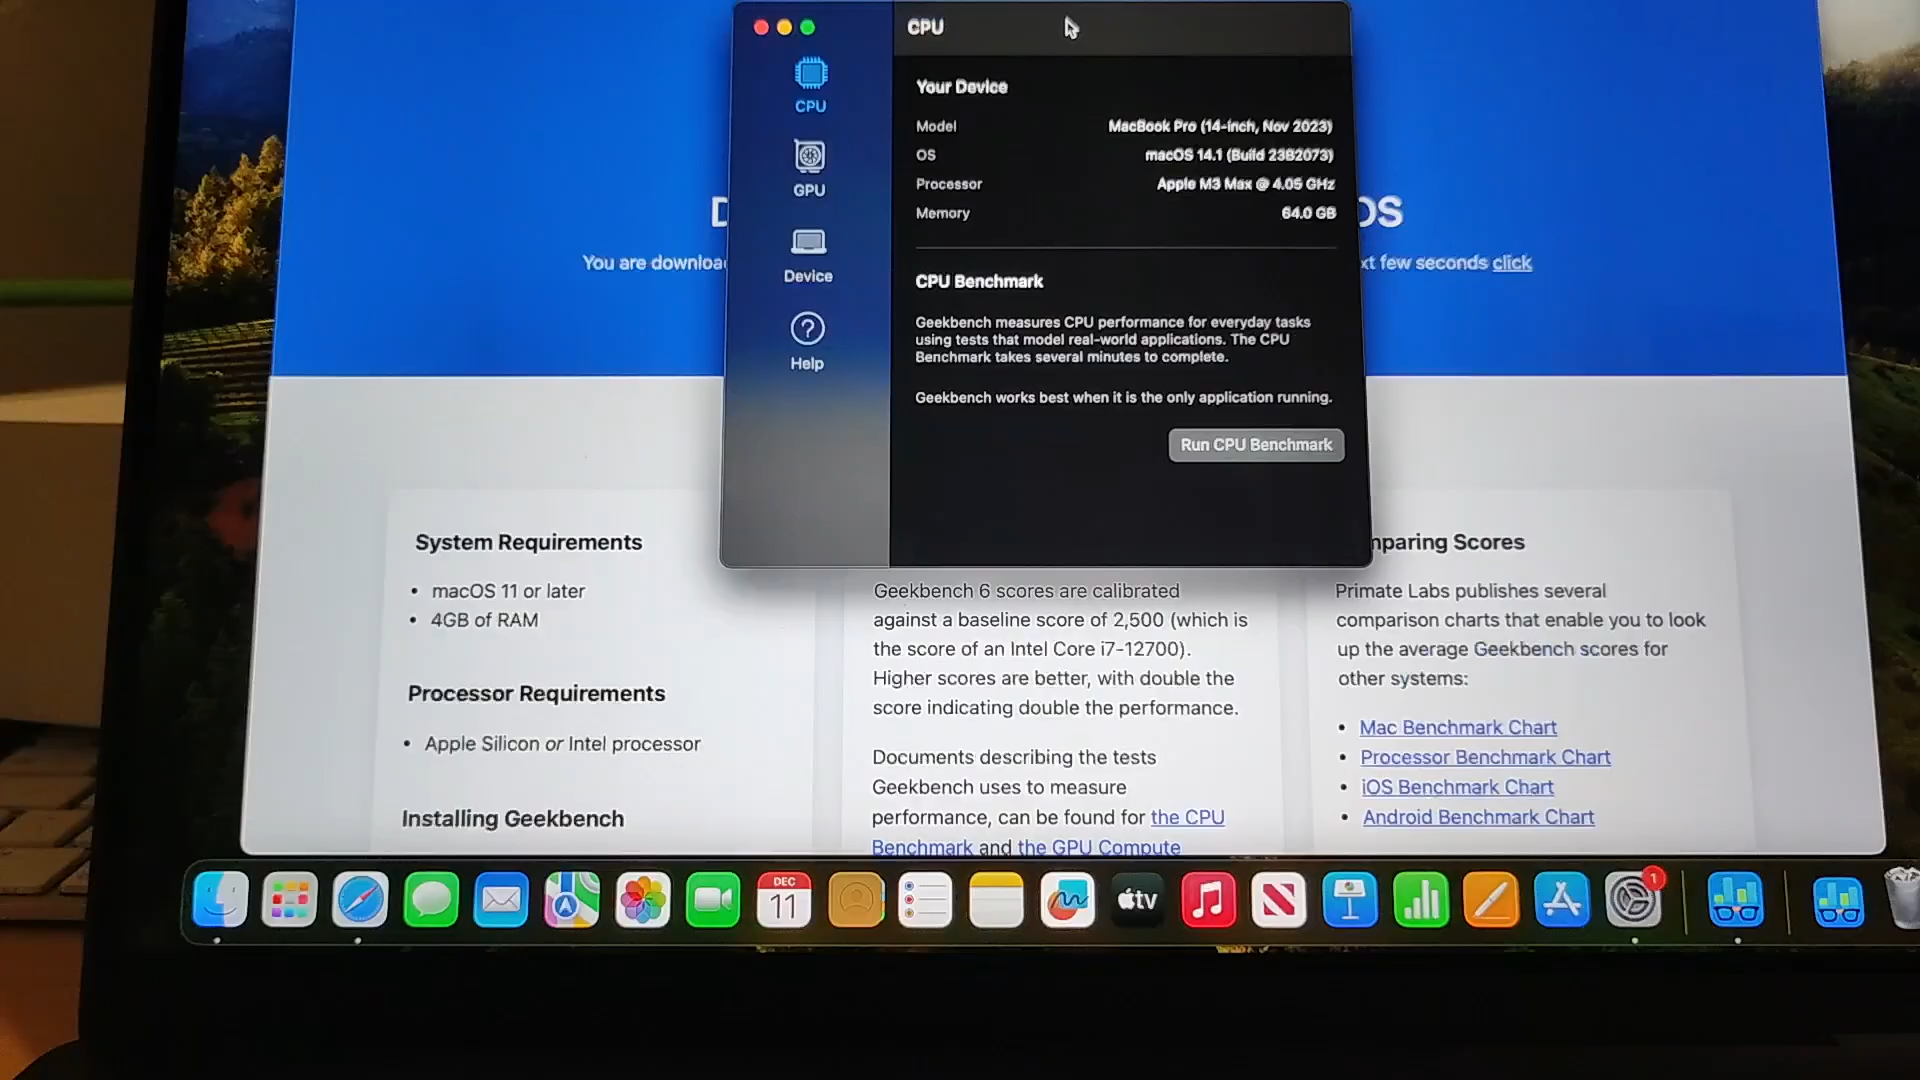 CPU
CPU
GPU
Device
Help
Your Device
Model MacBook Pro (14-inch, Nov 2023)
OS macOS 14.1 (Build 23B2073)
Processor Apple M3 Max @ 4.05 GHz
Memory 64.0 GB
CPU Benchmark
Geekbench measures CPU performance for everyday tasks
using tests that model real-world applications. The CPU
Benchmark takes several minutes to complete.
Geekbench works best when it is the only application running.
Run CPU Benchmark
D OS
You are downloa xt few seconds click
System Requirements
• macOS 11 or later
• 4GB of RAM
Processor Requirements
• Apple Silicon or Intel processor
Installing Geekbench
Geekbench 6 scores are calibrated
against a baseline score of 2,500 (which is
the score of an Intel Core i7-12700).
Higher scores are better, with double the
score indicating double the performance.
Documents describing the tests
Geekbench uses to measure
performance, can be found for the CPU
Benchmark and the GPU Compute
mparing Scores
Primate Labs publishes several
comparison charts that enable you to look
up the average Geekbench scores for
other systems:
• Mac Benchmark Chart
• Processor Benchmark Chart
• iOS Benchmark Chart
• Android Benchmark Chart
DEC
11
tv
1